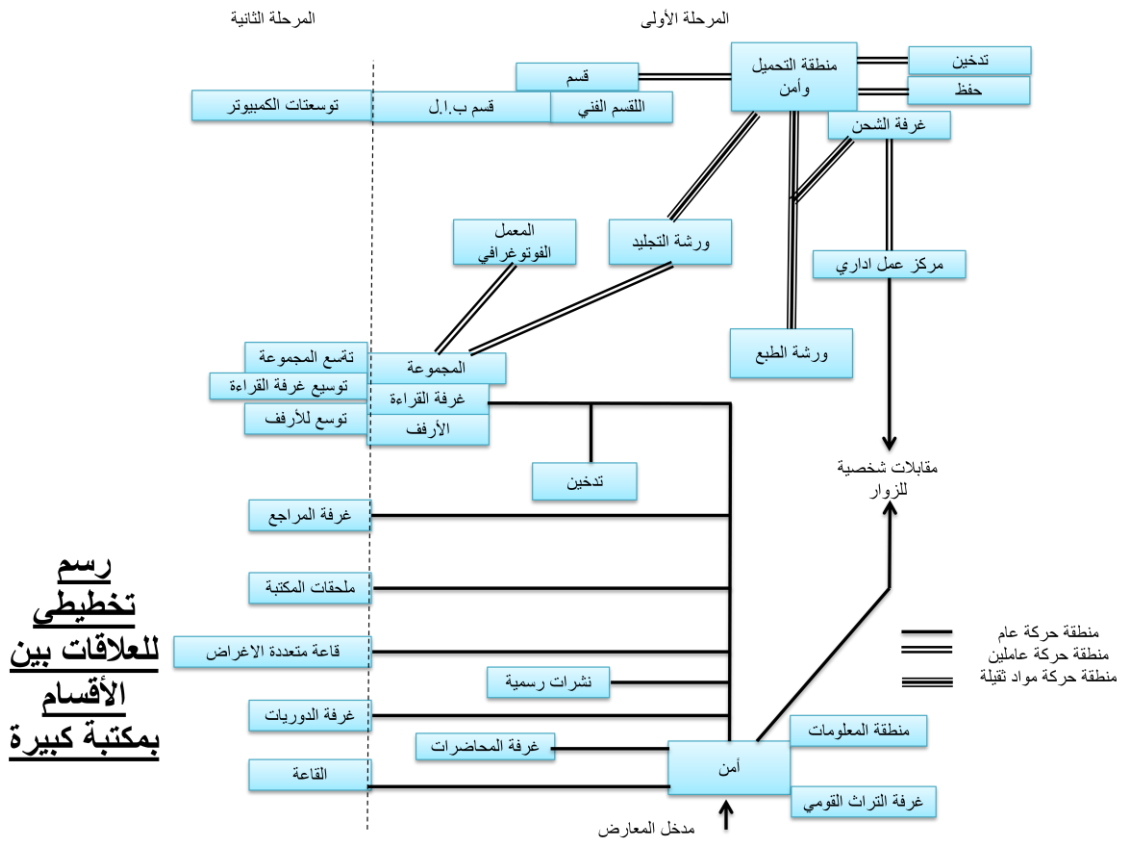 المرحلة الأولى
المرحلة الثانية
تدخين
حفظ
منطقة التحميل
وأمن
قسم
اللقسم الفني
قسم ب.ا.ل
توسعتات الكمبيوتر
غرفة الشحن
المعمل
الفوتوغرافي
ورشة التجليد
مركز عمل اداري
ورشة الطبع
المجموعة
تةسع المجموعة
غرفة القراءة
توسيع غرفة القراءة
الأرفف
توسع للأرفف
مقابلات شخصية
للزوار
تدخين
غرفة المراجع
ملحقات المكتبة
قاعة متعددة الاغراض
نشرات رسمية
غرفة الدوريات
غرفة المحاضرات
القاعة
أمن
منطقة المعلومات
غرفة التراث القومي
مدخل المعارض
منطقة حركة عام
منطقة حركة عاملين
منطقة حركة مواد ثقيلة
رسم
تخطيطي
للعلاقات بين
الأقسام
بمكتبة كبيرة